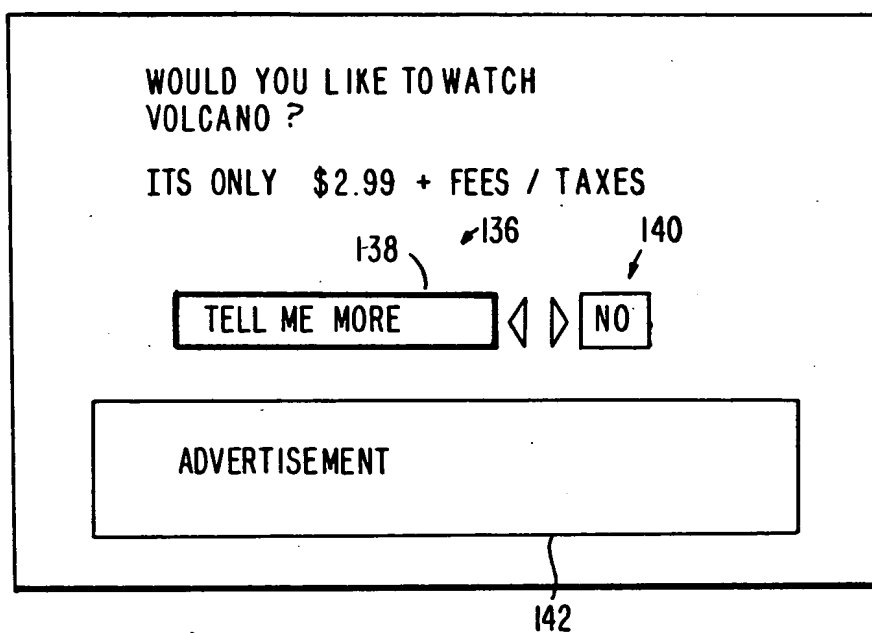 WOULD YOU LIKE TO WATCH
VOLCANO ?
ITS ONLY $2.99 + FEES / TAXES
138 136 140
TELL ME MORE NO
ADVERTISEMENT
142